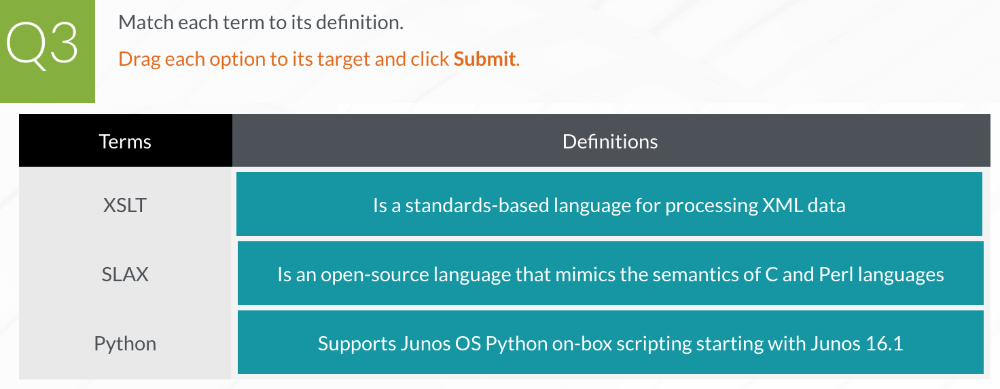 Q3
Match each term to its definition.
Drag each option to its target and click Submit.
Terms
Definitions
XSLT
Is a standards-based language for processing XML data
SLAX
Is an open-source language that mimics the semantics of C and Perl languages
Python
Supports Junos OS Python on-box scripting starting with Junos 16.1